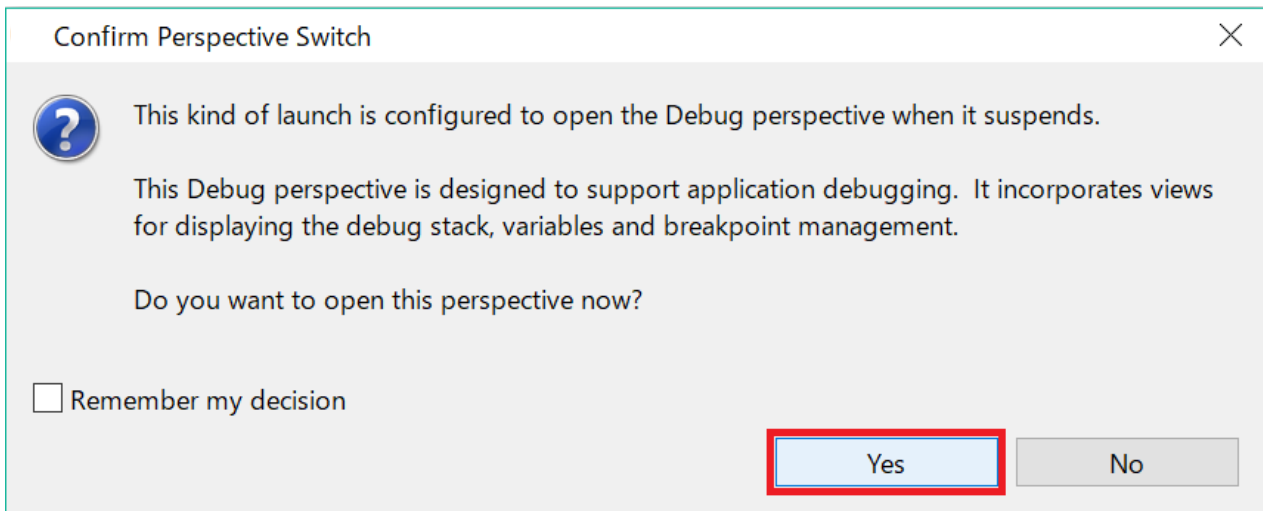 Confirm Perspective Switch
This kind of launch is configured to open the Debug perspective when it suspends.
This Debug perspective is designed to support application debugging.  It incorporates views
for displaying the debug stack, variables and breakpoint management.
Do you want to open this perspective now?
Remember my decision
Yes
No